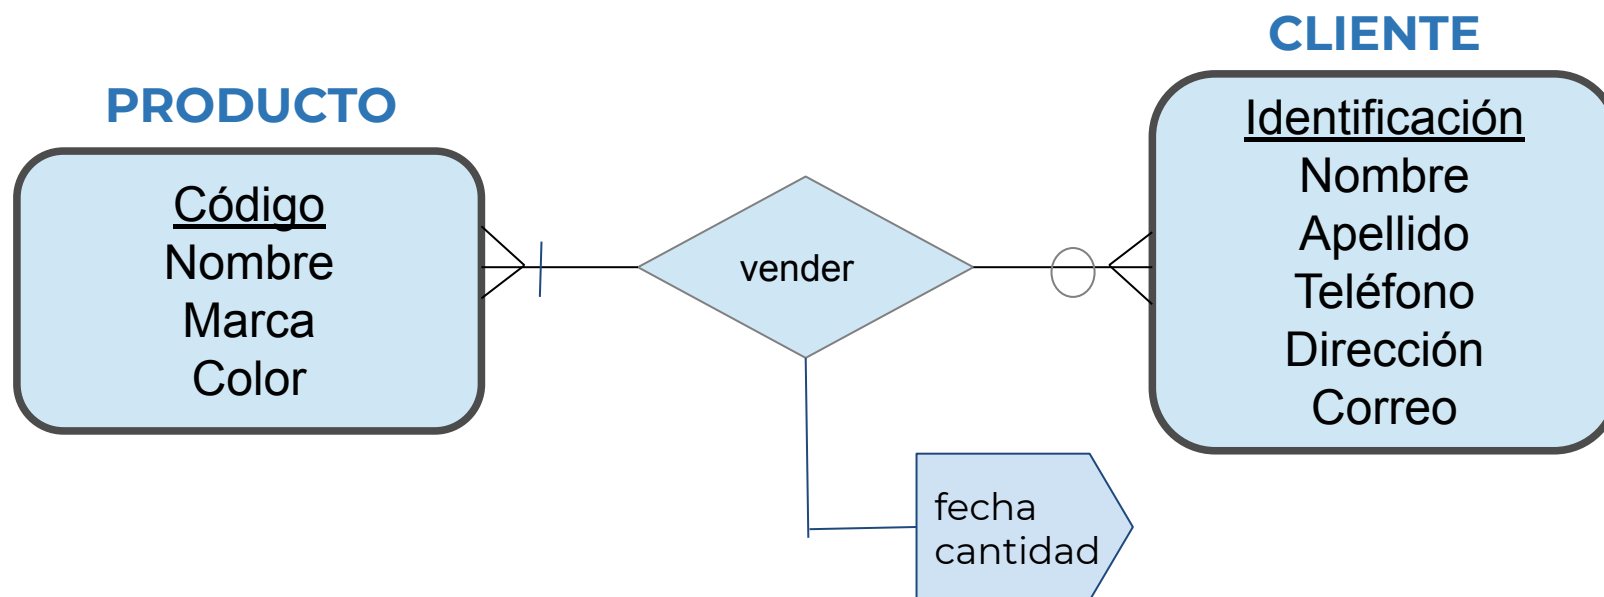 PRODUCTO
Código
Nombre
Marca
Color
vender
CLIENTE
Identificación
Nombre
Apellido
Teléfono
Dirección
Correo
fecha
cantidad